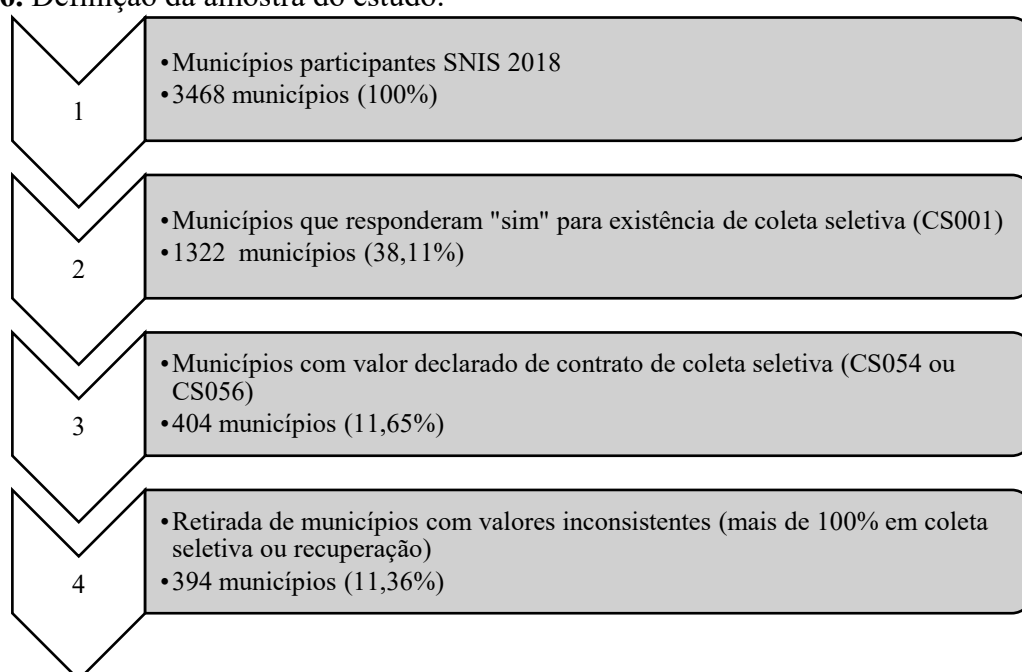 6. Definição da amostra do estudo.
1
•Municípios participantes SNIS 2018
•3468 municípios (100%)
2
•Municípios que responderam "sim" para existência de coleta seletiva (CS001)
•1322 municípios (38,11%)
3
•Municípios com valor declarado de contrato de coleta seletiva (CS054 ou
CS056)
•404 municípios (11,65%)
4
•Retirada de municípios com valores inconsistentes (mais de 100% em coleta
seletiva ou recuperação)
•394 municípios (11,36%)